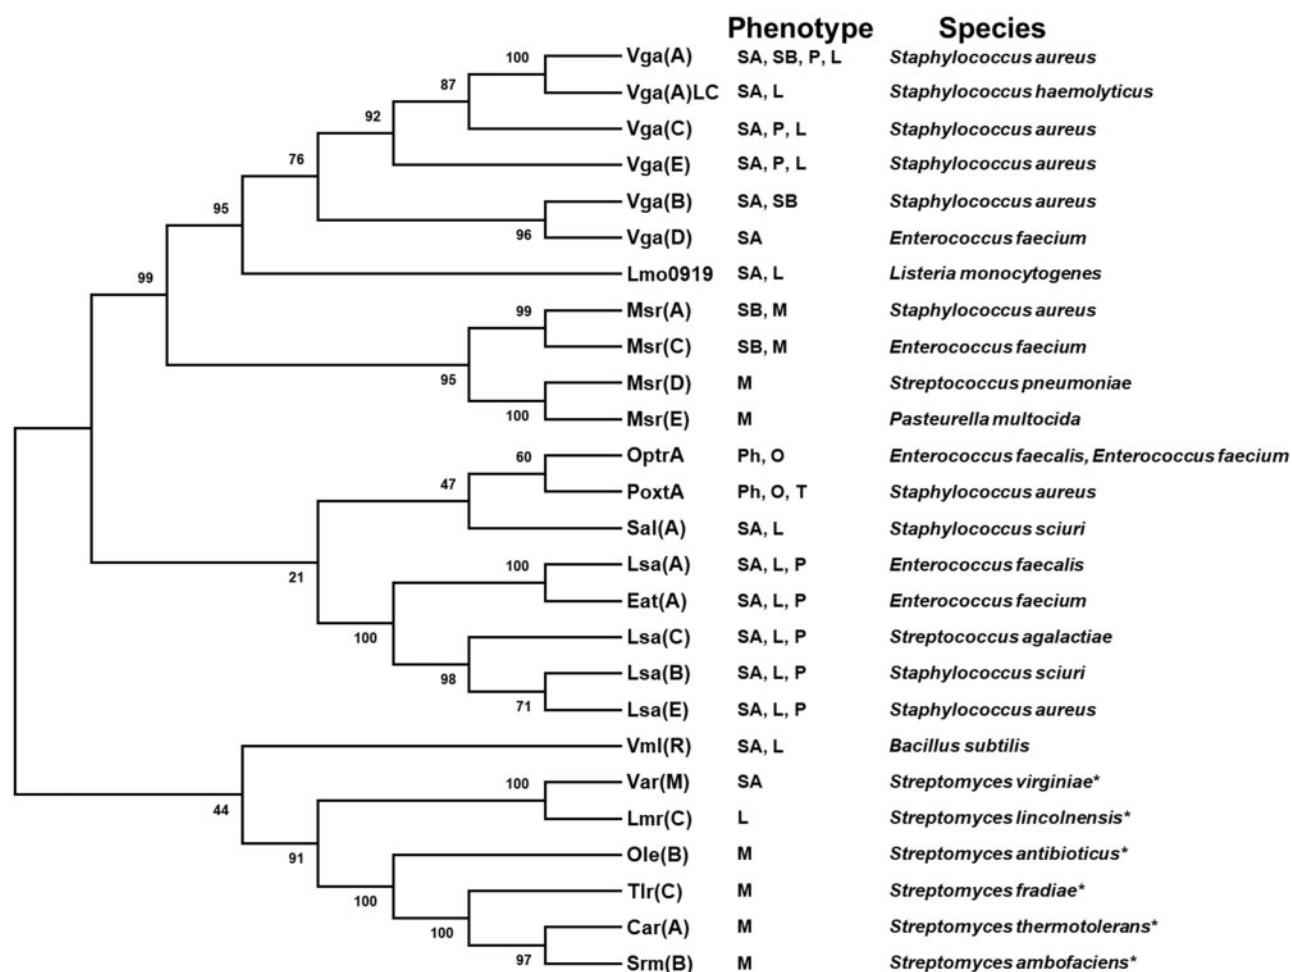 Phenotype Species
100 Vga(A) SA, SB, P, L Staphylococcus aureus
87 Vga(A)LC SA, L Staphylococcus haemolyticus
92 Vga(C) SA, P, L Staphylococcus aureus
76 Vga(E) SA, P, L Staphylococcus aureus
95 Vga(B) SA, SB Staphylococcus aureus
96 Vga(D) SA Enterococcus faecium
99 Lmo0919 SA, L Listeria monocytogenes
99 Msr(A) SB, M Staphylococcus aureus
Msr(C) SB, M Enterococcus faecium
95 Msr(D) M Streptococcus pneumoniae
100 Msr(E) M Pasteurella multocida
60 OptrA Ph, O Enterococcus faecalis, Enterococcus faecium
47 PoxtA Ph, O, T Staphylococcus aureus
Sal(A) SA, L Staphylococcus sciuri
100 Lsa(A) SA, L, P Enterococcus faecalis
21 Eat(A) SA, L, P Enterococcus faecium
100 Lsa(C) SA, L, P Streptococcus agalactiae
98 Lsa(B) SA, L, P Staphylococcus sciuri
71 Lsa(E) SA, L, P Staphylococcus aureus
Vml(R) SA, L Bacillus subtilis
100 Var(M) SA Streptomyces virginiae*
44 Lmr(C) L Streptomyces lincolnensis*
91 Ole(B) M Streptomyces antibioticus*
100 Tlr(C) M Streptomyces fradiae*
100 Car(A) M Streptomyces thermotolerans*
97 Srm(B) M Streptomyces ambofaciens*